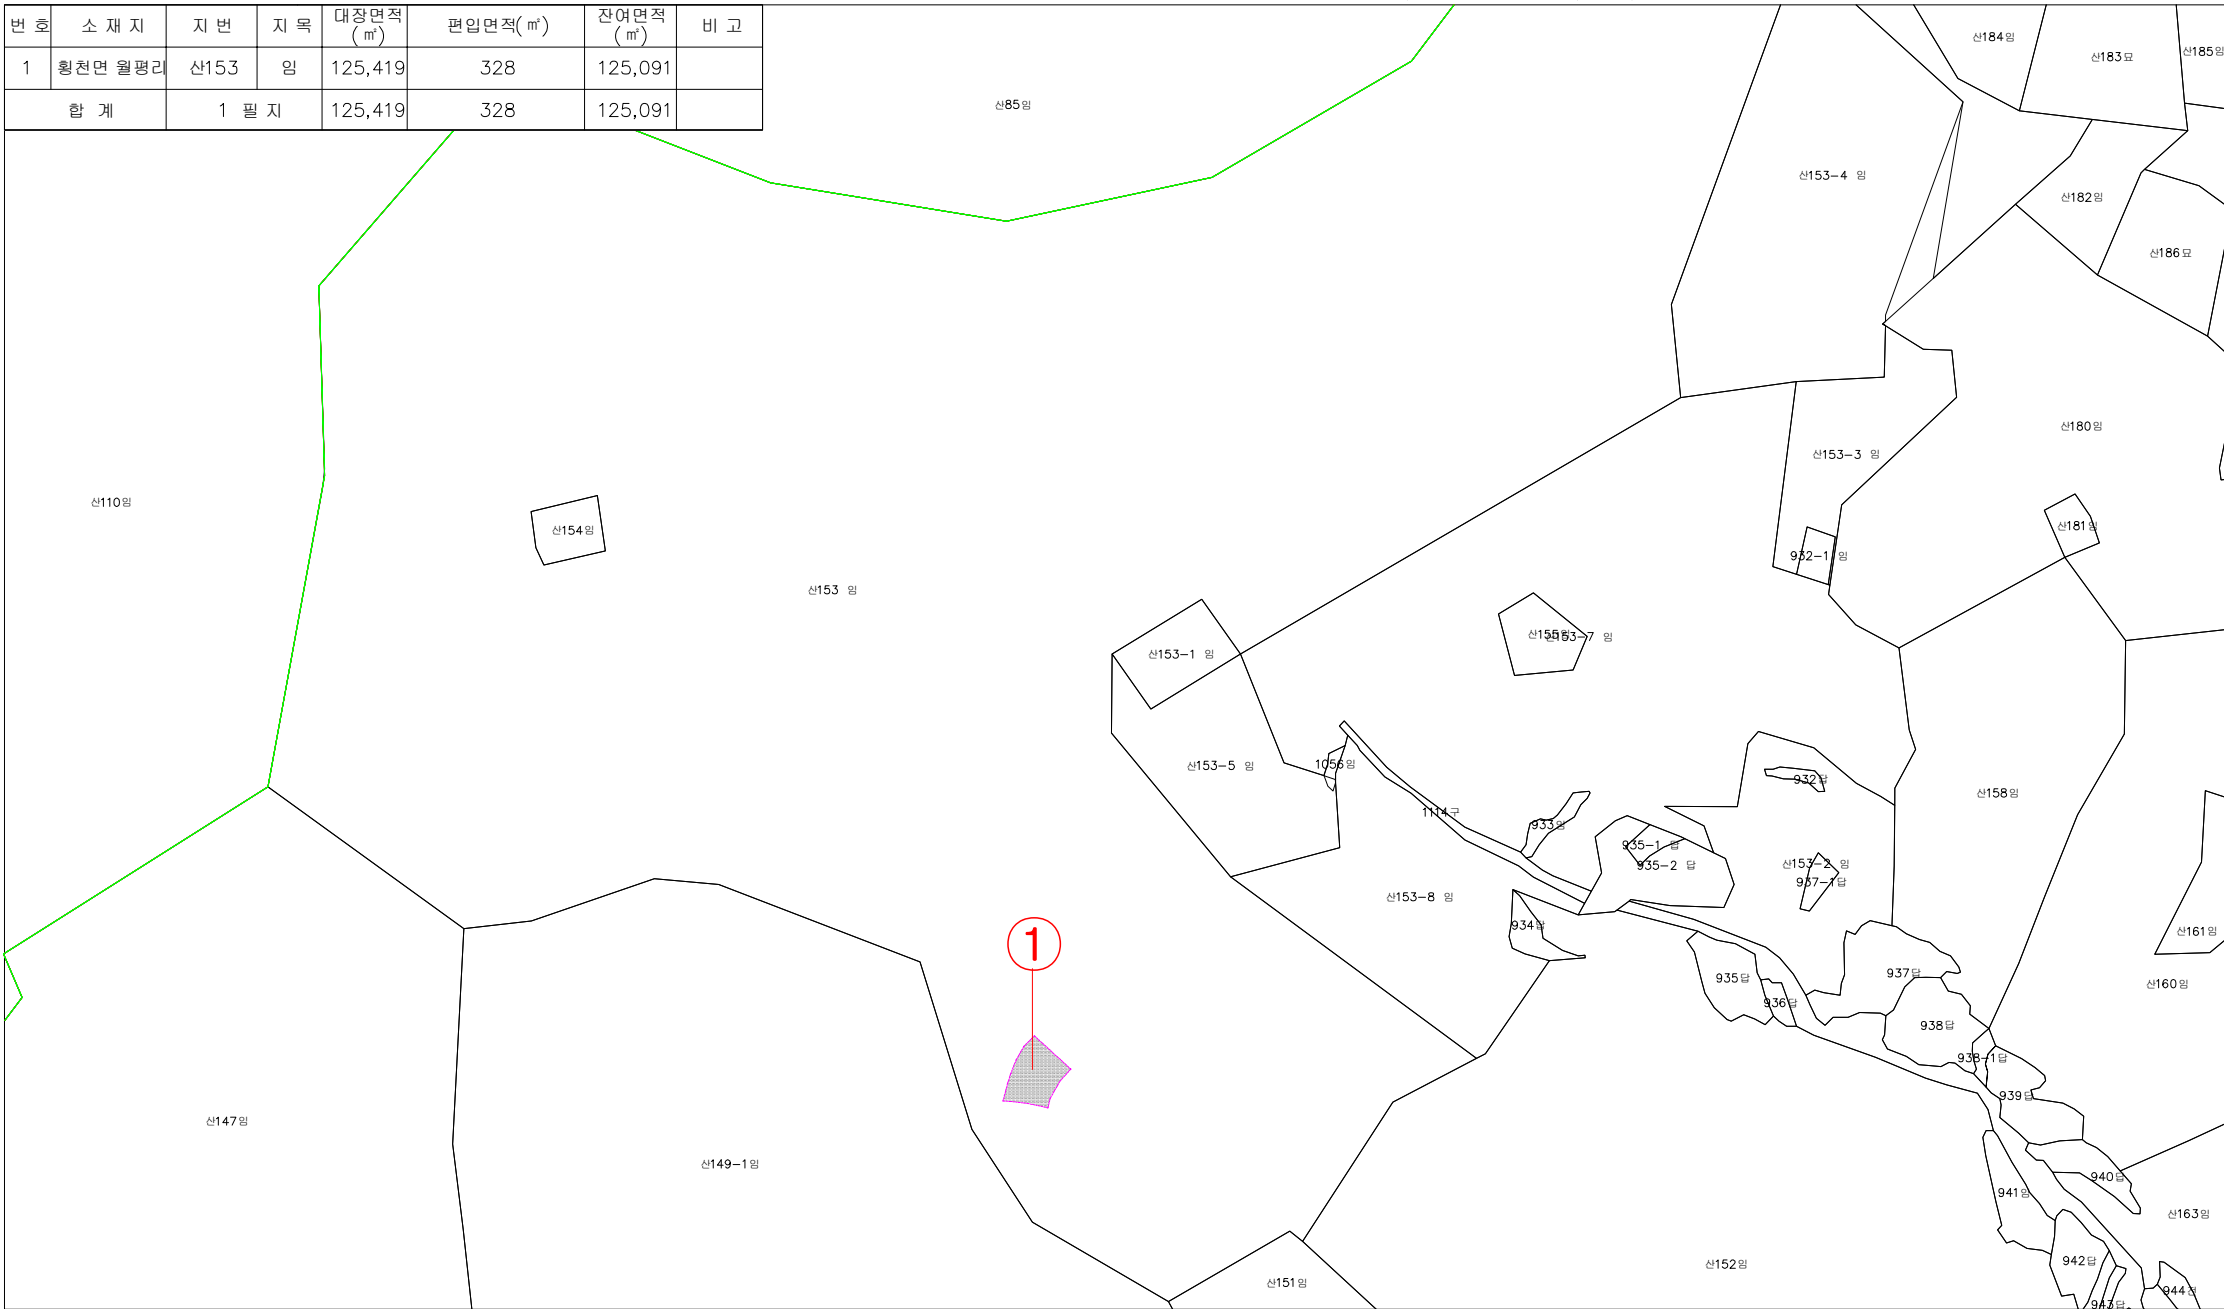 번 호 소 재 지 지 번 지 목 대장면적(㎡) 편입면적(㎡) 잔여면적(㎡) 비 고
1 횡천면 월평리 산153 임 125,419 328 125,091
합 계 1 필 지 125,419 328 125,091
산184임
산183묘
산185임
산85임
산153-4 임
산182임
산186묘
산180임
산153-3 임
산110임
산154임
산181임
932-1 임
산153 임
산155임
산153-7 임
산153-1 임
산153-5 임
1056임
932답
산158임
1114구
933임
935-1 답
935-2 답
산153-2 임
937-1답
산153-8 임
934답
산161임
1
935답
937답
산160임
936답
938답
938-1답
939답
산147임
산149-1임
940답
941임
산163임
942답
산152임
산151임
944전
943답